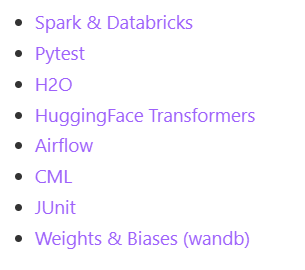 Spark & Databricks
Pytest
H2O
HuggingFace Transformers
Airflow
CML
JUnit
Weights & Biases (wandb)